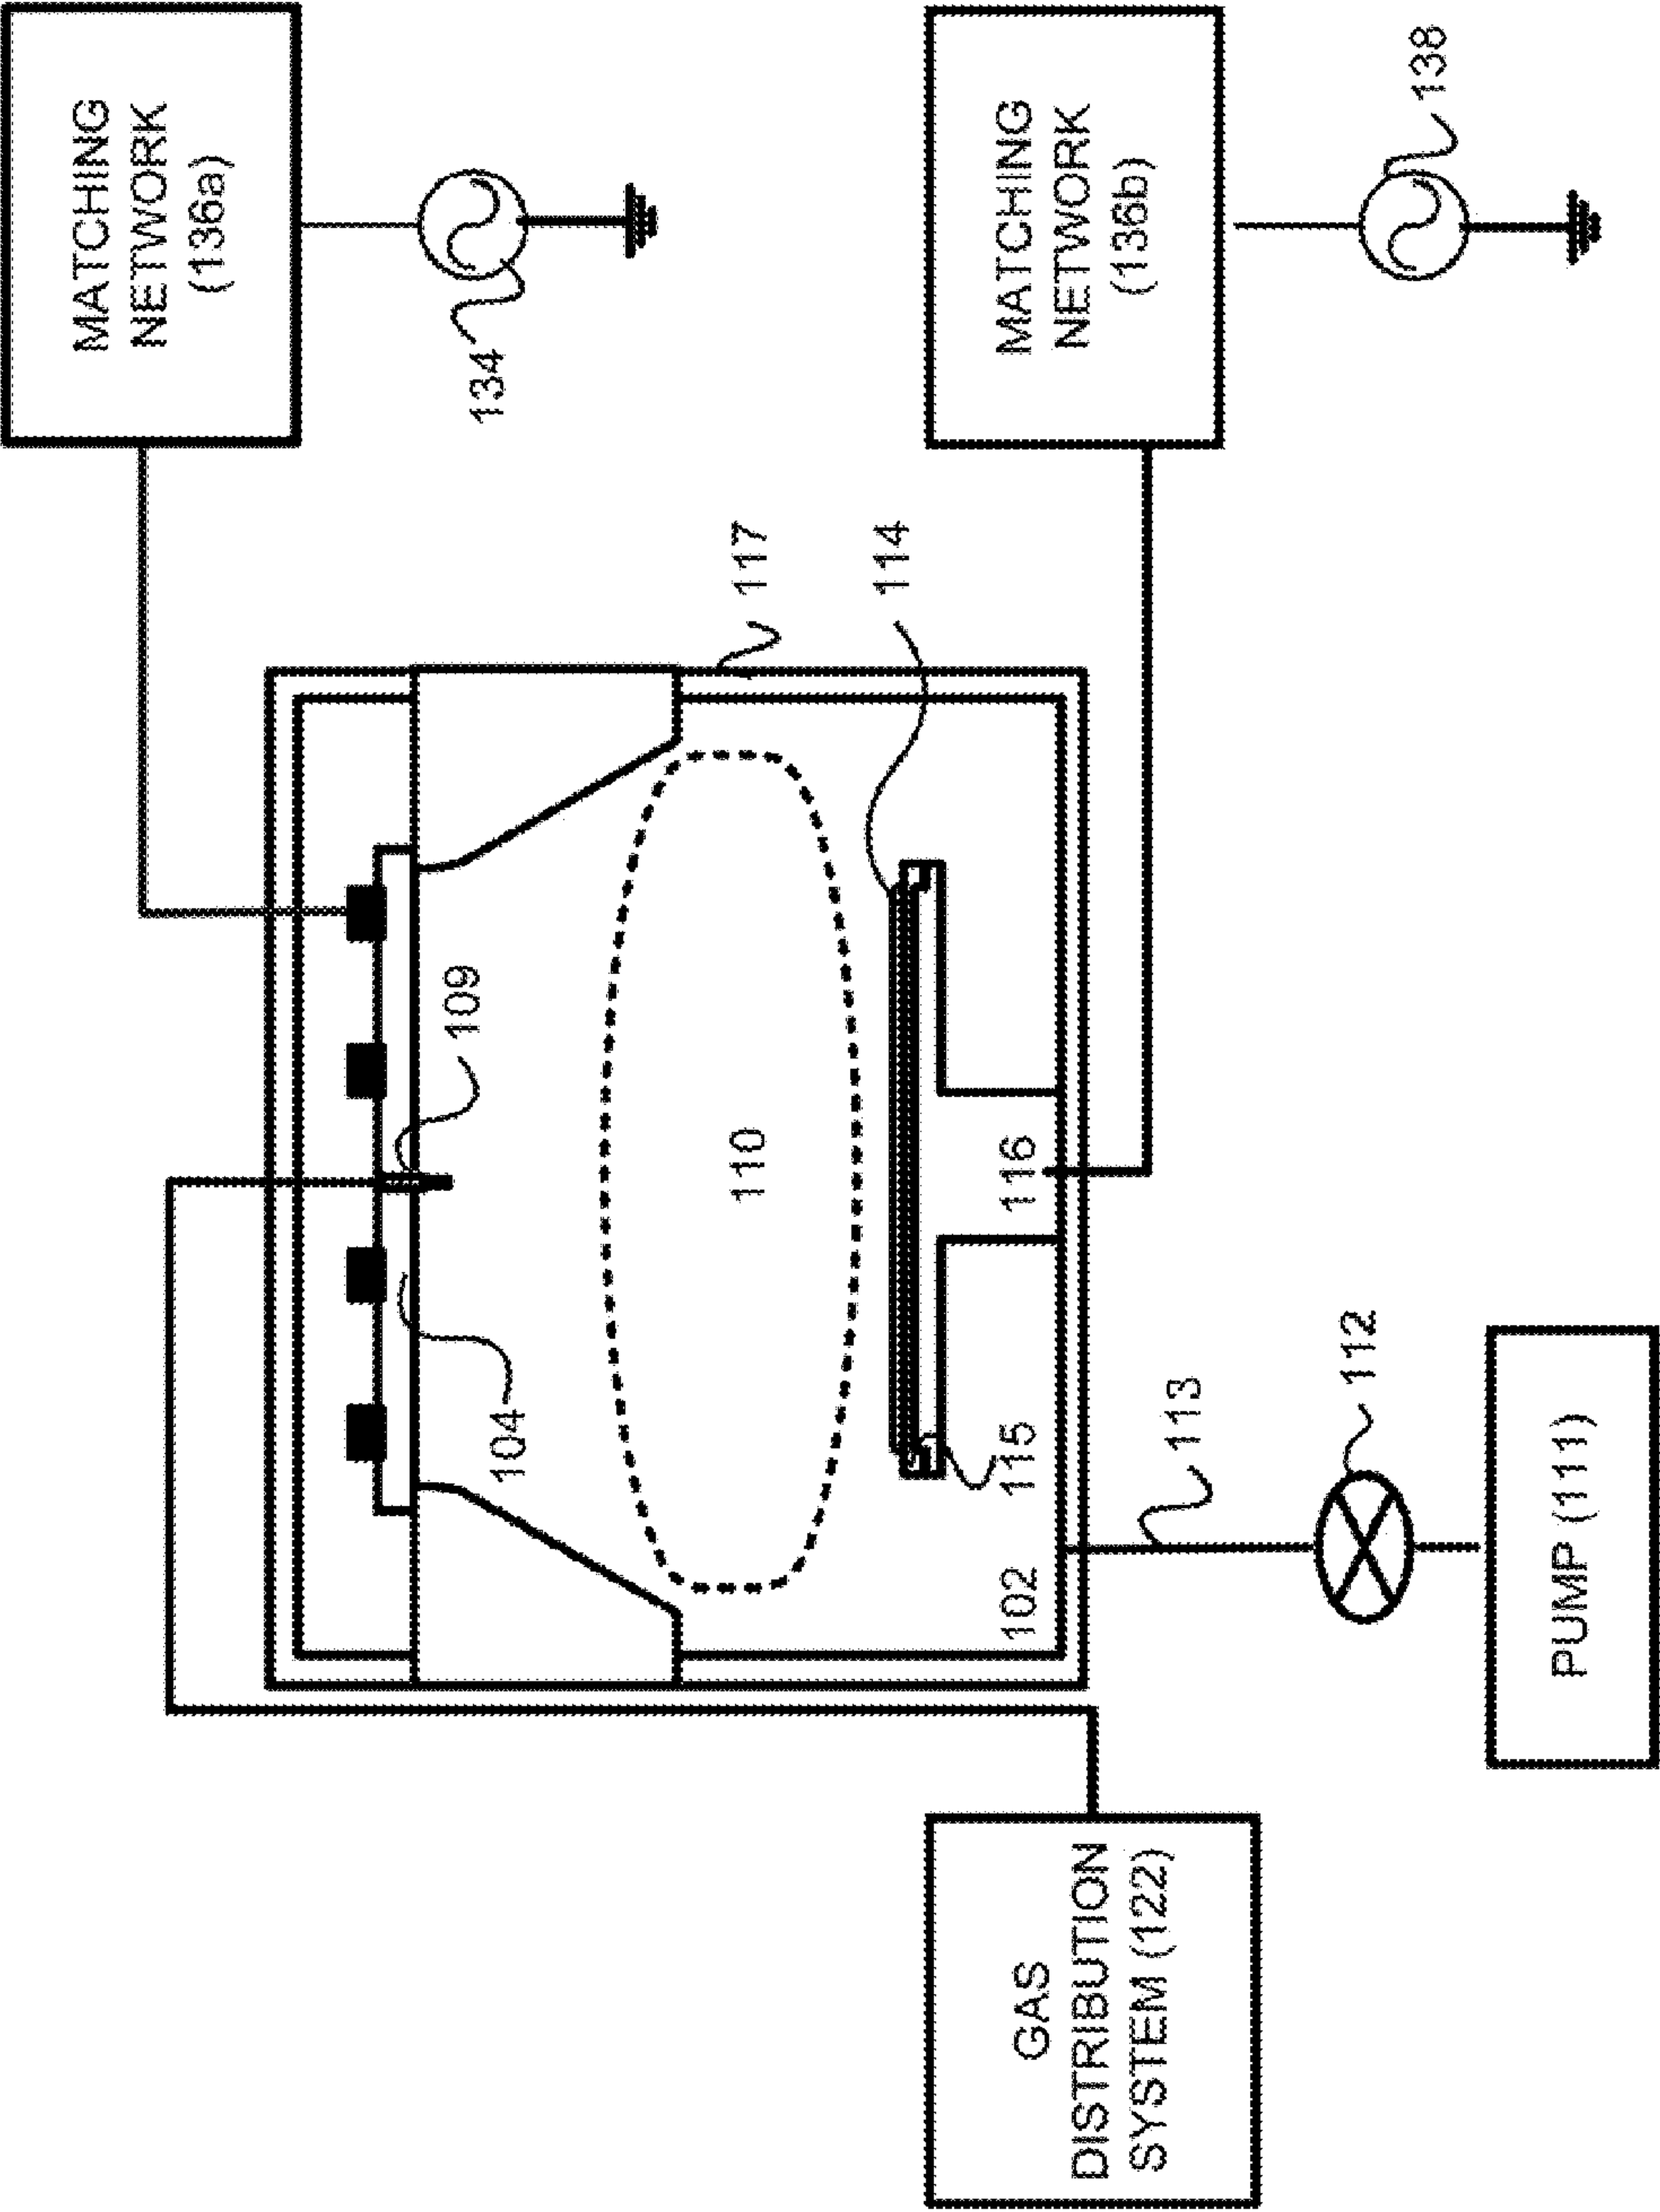 MATCHING
NETWORK
(136a)
134
MATCHING
NETWORK
(136b)
138
117
114
109
104
110
116
115
102
113
112
PUMP (111)
GAS
DISTRIBUTION
SYSTEM (122)